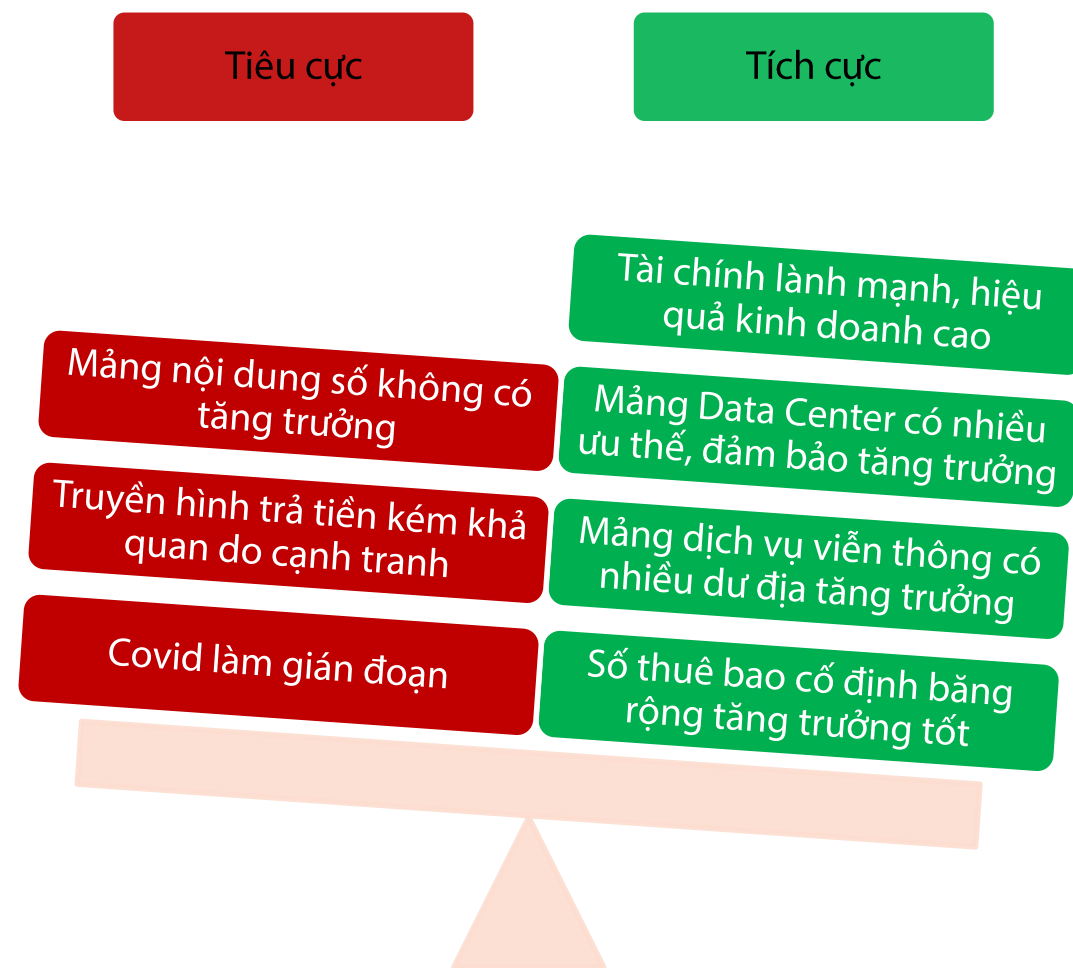 Tiêu cực
Tích cực
Mảng nội dung số không có
tăng trưởng
Truyền hình trả tiền kém khả
quan do cạnh tranh
Covid làm gián đoạn
Tài chính lành mạnh, hiệu
quả kinh doanh cao
Mảng Data Center có nhiều
ưu thế, đảm bảo tăng trưởng
Mảng dịch vụ viễn thông có
nhiều dư địa tăng trưởng
Số thuê bao cố định băng
rộng tăng trưởng tốt